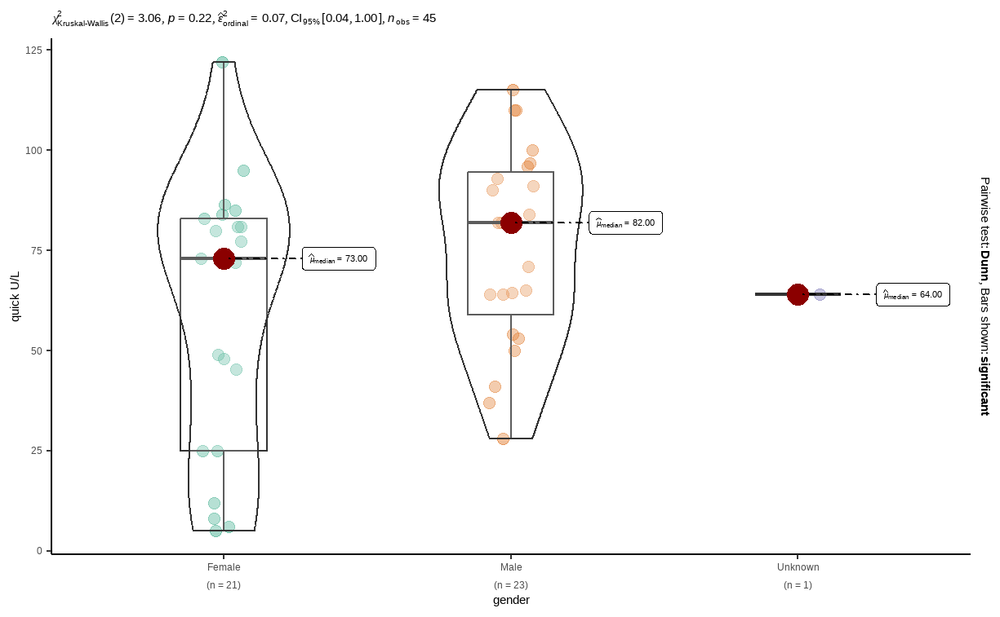 χ²Kruskal-Wallis (2) = 3.06, p = 0.22, ε̂²ordinal = 0.07, CI95% [0.04, 1.00], nobs = 45
125
100
75
50
25
0
quick U/L
μ̂median = 73.00
μ̂median = 82.00
μ̂median = 64.00
Pairwise test: Dunn, Bars shown: significant
Female
(n = 21)
Male
(n = 23)
Unknown
(n = 1)
gender